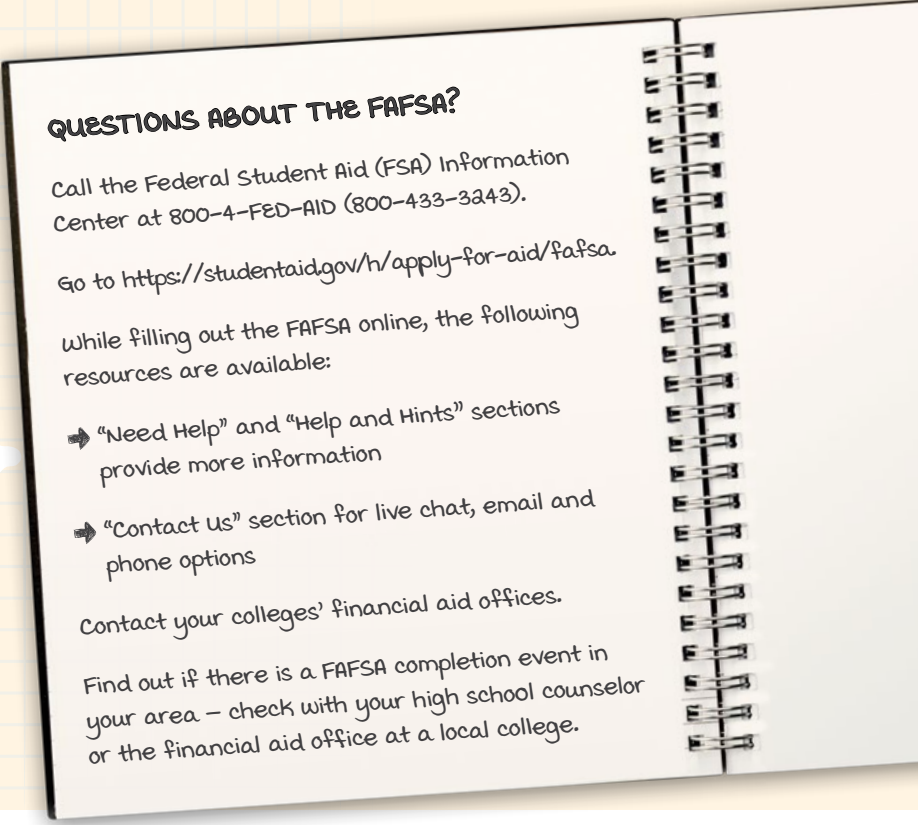 QUESTIONS ABOUT THE FAFSA?
Call the Federal Student Aid (FSA) Information
Center at 800-4-FED-AID (800-433-3243).
Go to https://studentaid.gov/h/apply-for-aid/fafsa.
While filling out the FAFSA online, the following
resources are available:
➡ “Need Help” and “Help and Hints” sections
provide more information
➡ “Contact Us” section for live chat, email and
phone options
Contact your colleges’ financial aid offices.
Find out if there is a FAFSA completion event in
your area – check with your high school counselor
or the financial aid office at a local college.